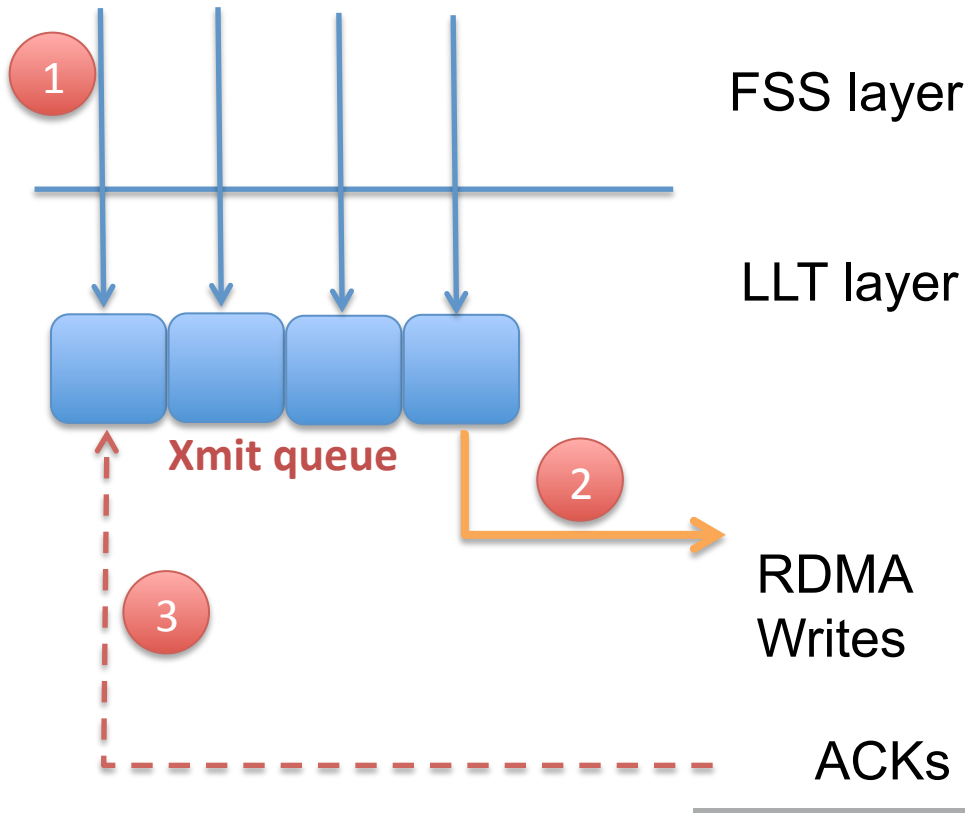 1
FSS layer
LLT layer
Xmit queue
2
RDMA
Writes
3
ACKs